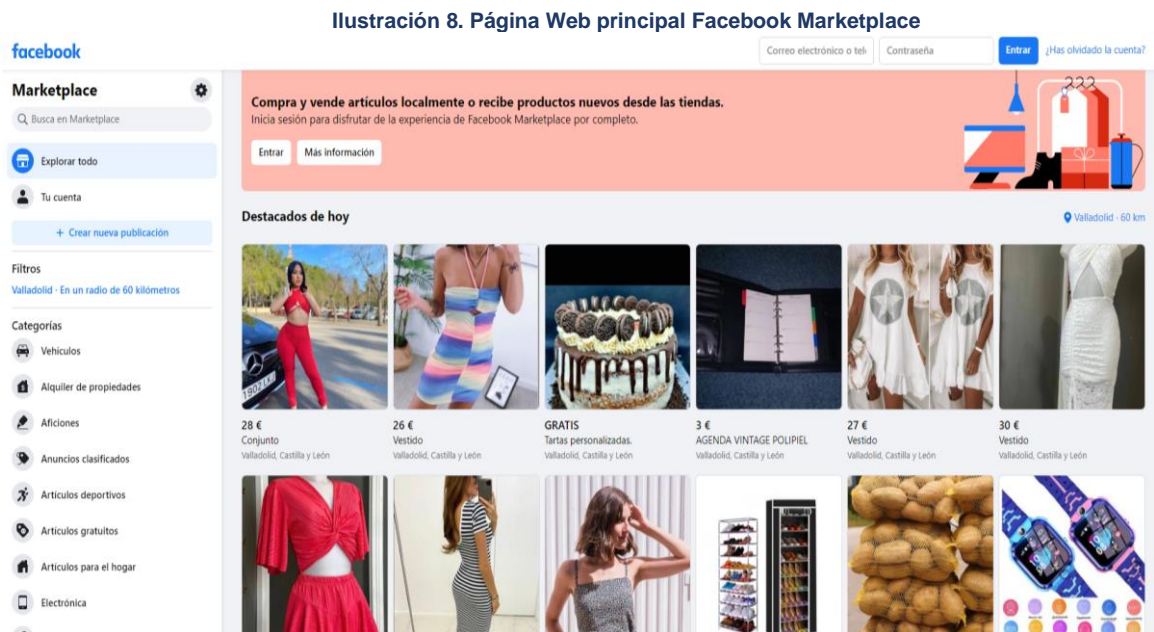 Ilustración 8. Página Web principal Facebook Marketplace
facebook
Correo electrónico o telé
Contraseña
Entrar
¿Has olvidado la cuenta?
Marketplace
Busca en Marketplace
Explorar todo
Tu cuenta
+ Crear nueva publicación
Filtros
Valladolid · En un radio de 60 kilómetros
Categorías
Vehículos
Alquiler de propiedades
Aficiones
Anuncios clasificados
Artículos deportivos
Artículos gratuitos
Artículos para el hogar
Electrónica
Compra y vende artículos localmente o recibe productos nuevos desde las tiendas.
Inicia sesión para disfrutar de la experiencia de Facebook Marketplace por completo.
Entrar
Más información
Destacados de hoy
Valladolid · 60 km
28 €
Conjunto
Valladolid, Castilla y León
26 €
Vestido
Valladolid, Castilla y León
GRATIS
Tartas personalizadas.
Valladolid, Castilla y León
3 €
AGENDA VINTAGE POLIPIEL
Valladolid, Castilla y León
27 €
Vestido
Valladolid, Castilla y León
30 €
Vestido
Valladolid, Castilla y León